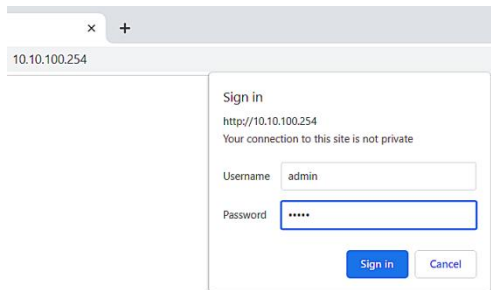 10.10.100.254
Sign in
http://10.10.100.254
Your connection to this site is not private
Username admin
Password •••••
Sign in Cancel